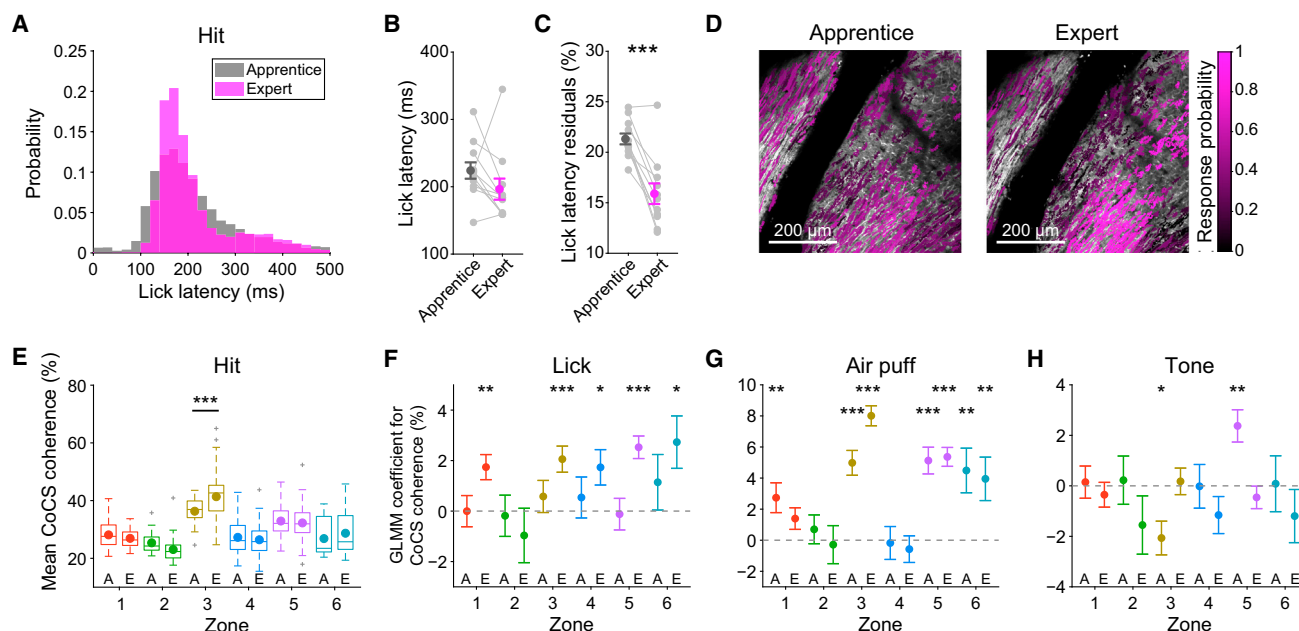 A
Hit
Probability
0.25
0.2
0.15
0.1
0.05
0
Apprentice
Expert
0 100 200 300 400 500
Lick latency (ms)
B
Lick latency (ms)
400
300
200
100
Apprentice
Expert
C
Lick latency residuals (%)
30
25
20
15
10
***
Apprentice
Expert
D
Apprentice
Expert
200 µm
200 µm
1
0.8
0.6
0.4
0.2
0
Response probability
E
Hit
Mean CoCS coherence (%)
80
60
40
20
***
A E A E A E A E A E A E
1 2 3 4 5 6
Zone
F
Lick
GLMM coefficient for
CoCS coherence (%)
4
2
0
−2
** *** * *** *
A E A E A E A E A E A E
1 2 3 4 5 6
Zone
G
Air puff
8
6
4
2
0
−2
** *** *** **
*** *** **
A E A E A E A E A E A E
1 2 3 4 5 6
Zone
H
Tone
4
2
0
−2
−4
* **
A E A E A E A E A E A E
1 2 3 4 5 6
Zone